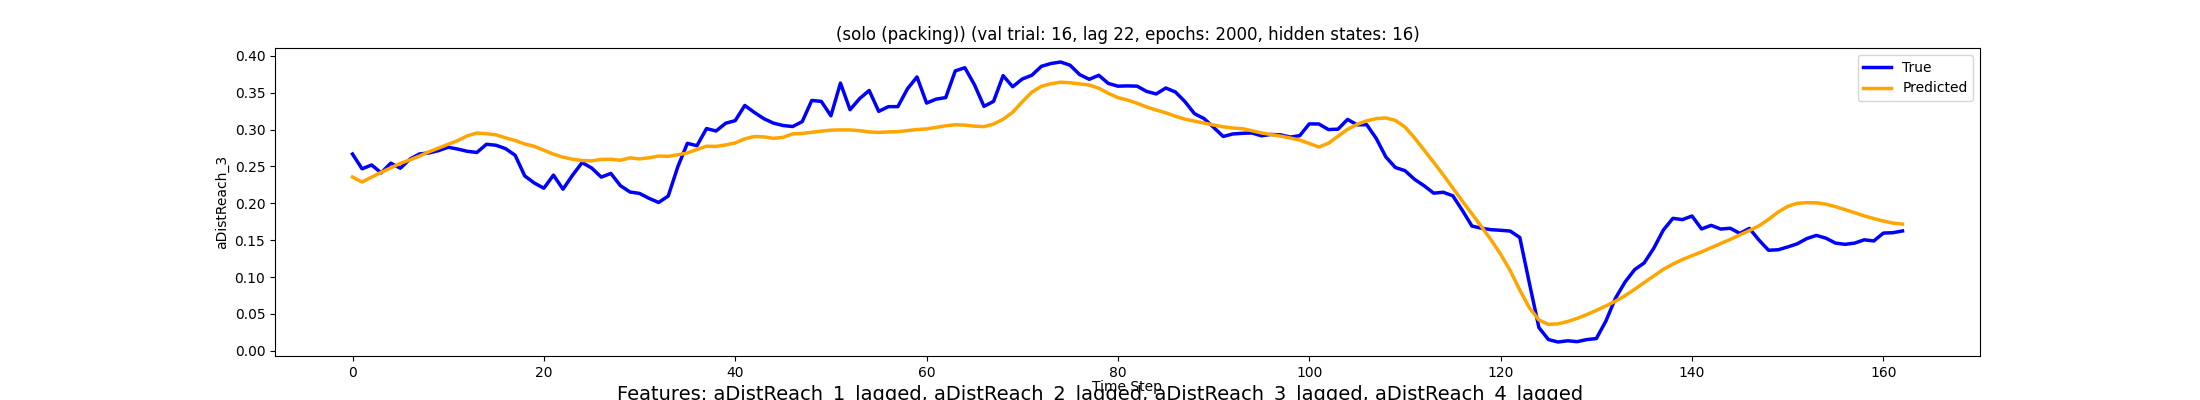 (solo (packing)) (val trial: 16, lag 22, epochs: 2000, hidden states: 16)
0.40
0.35
0.30
0.25
0.20
0.15
0.10
0.05
0.00
aDistReach_3
True
Predicted
0 20 40 60 80 100 120 140 160
Time Step
Features: aDistReach_1_lagged, aDistReach_2_lagged, aDistReach_3_lagged, aDistReach_4_lagged